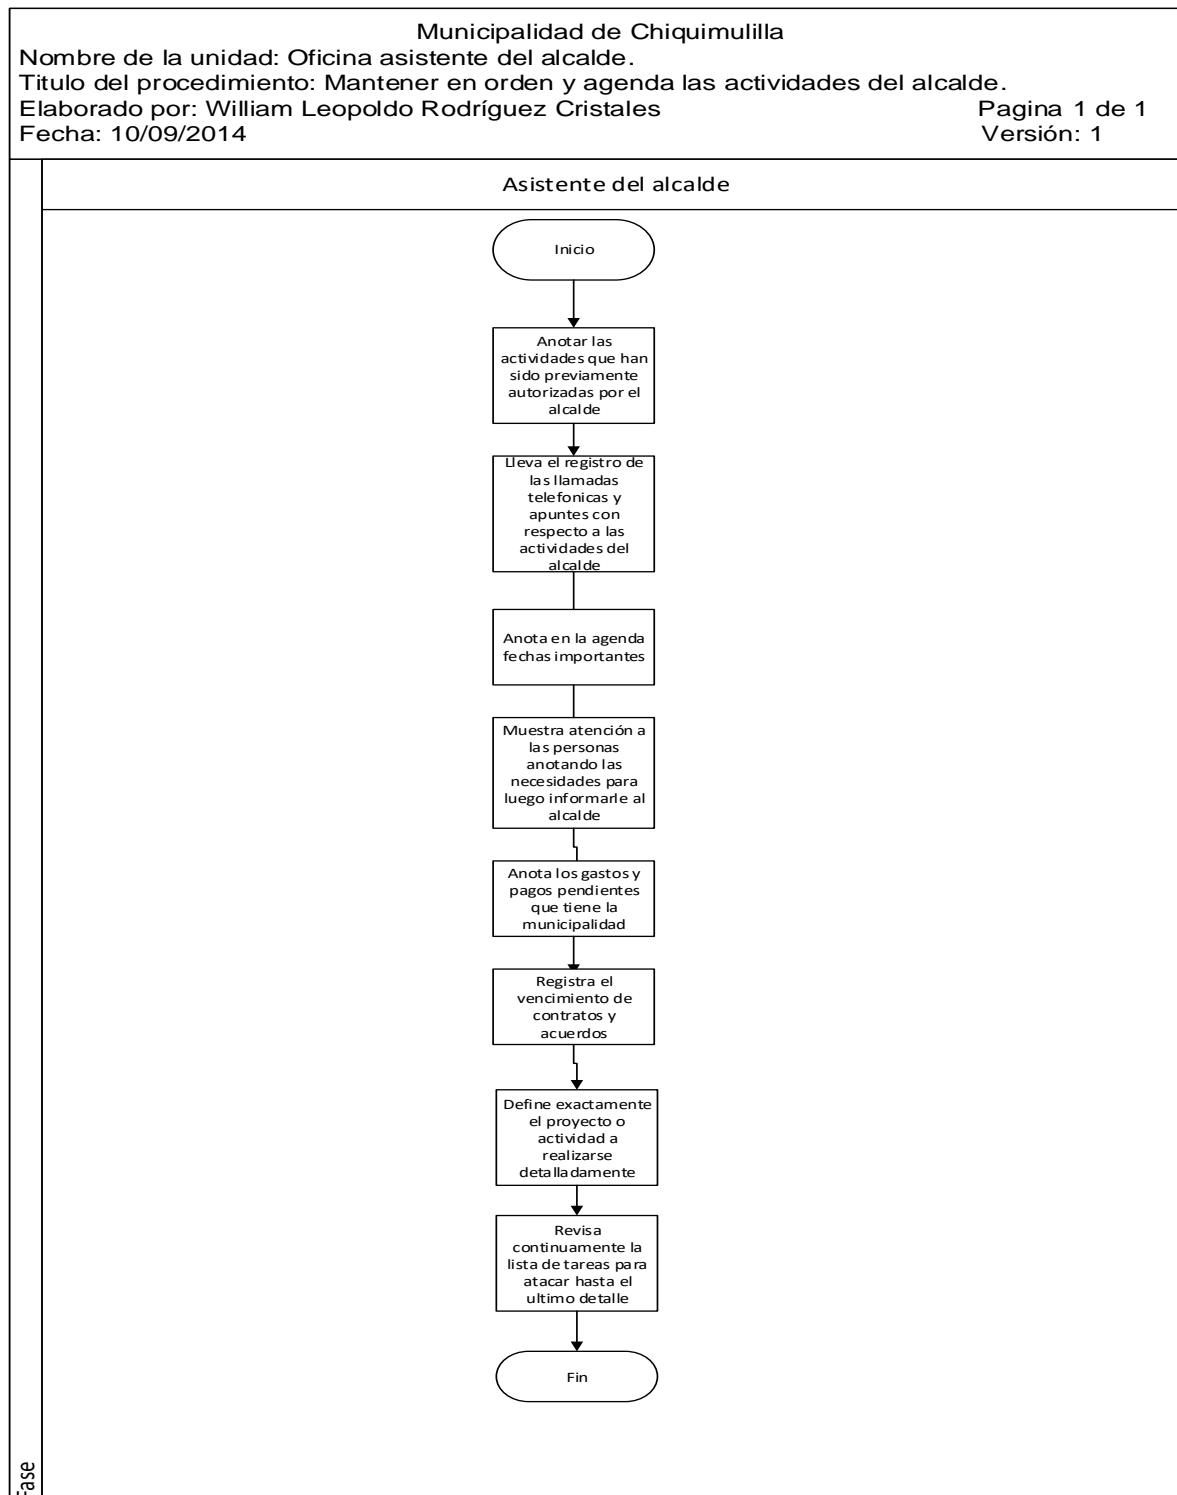 Municipalidad de Chiquimulilla
Nombre de la unidad: Oficina asistente del alcalde.
Titulo del procedimiento: Mantener en orden y agenda las actividades del alcalde.
Elaborado por: William Leopoldo Rodríguez Cristales Pagina 1 de 1
Fecha: 10/09/2014 Versión: 1
Asistente del alcalde
Inicio
Anotar las
actividades que han
sido previamente
autorizadas por el
alcalde
Lleva el registro de
las llamadas
telefonicas y
apuntes con
respecto a las
actividades del
alcalde
Anota en la agenda
fechas importantes
Muestra atención a
las personas
anotando las
necesidades para
luego informarle al
alcalde
Anota los gastos y
pagos pendientes
que tiene la
municipalidad
Registra el
vencimiento de
contratos y
acuerdos
Define exactamente
el proyecto o
actividad a
realizarse
detalladamente
Revisa
continuamente la
lista de tareas para
atacar hasta el
ultimo detalle
Fin
Fase